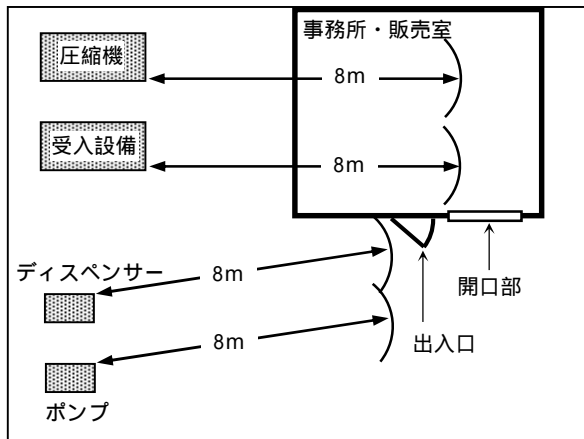 事務所・販売室
圧縮機
8m
受入設備
8m
ディスペンサー
8m
開口部
8m
出入口
ポンプ